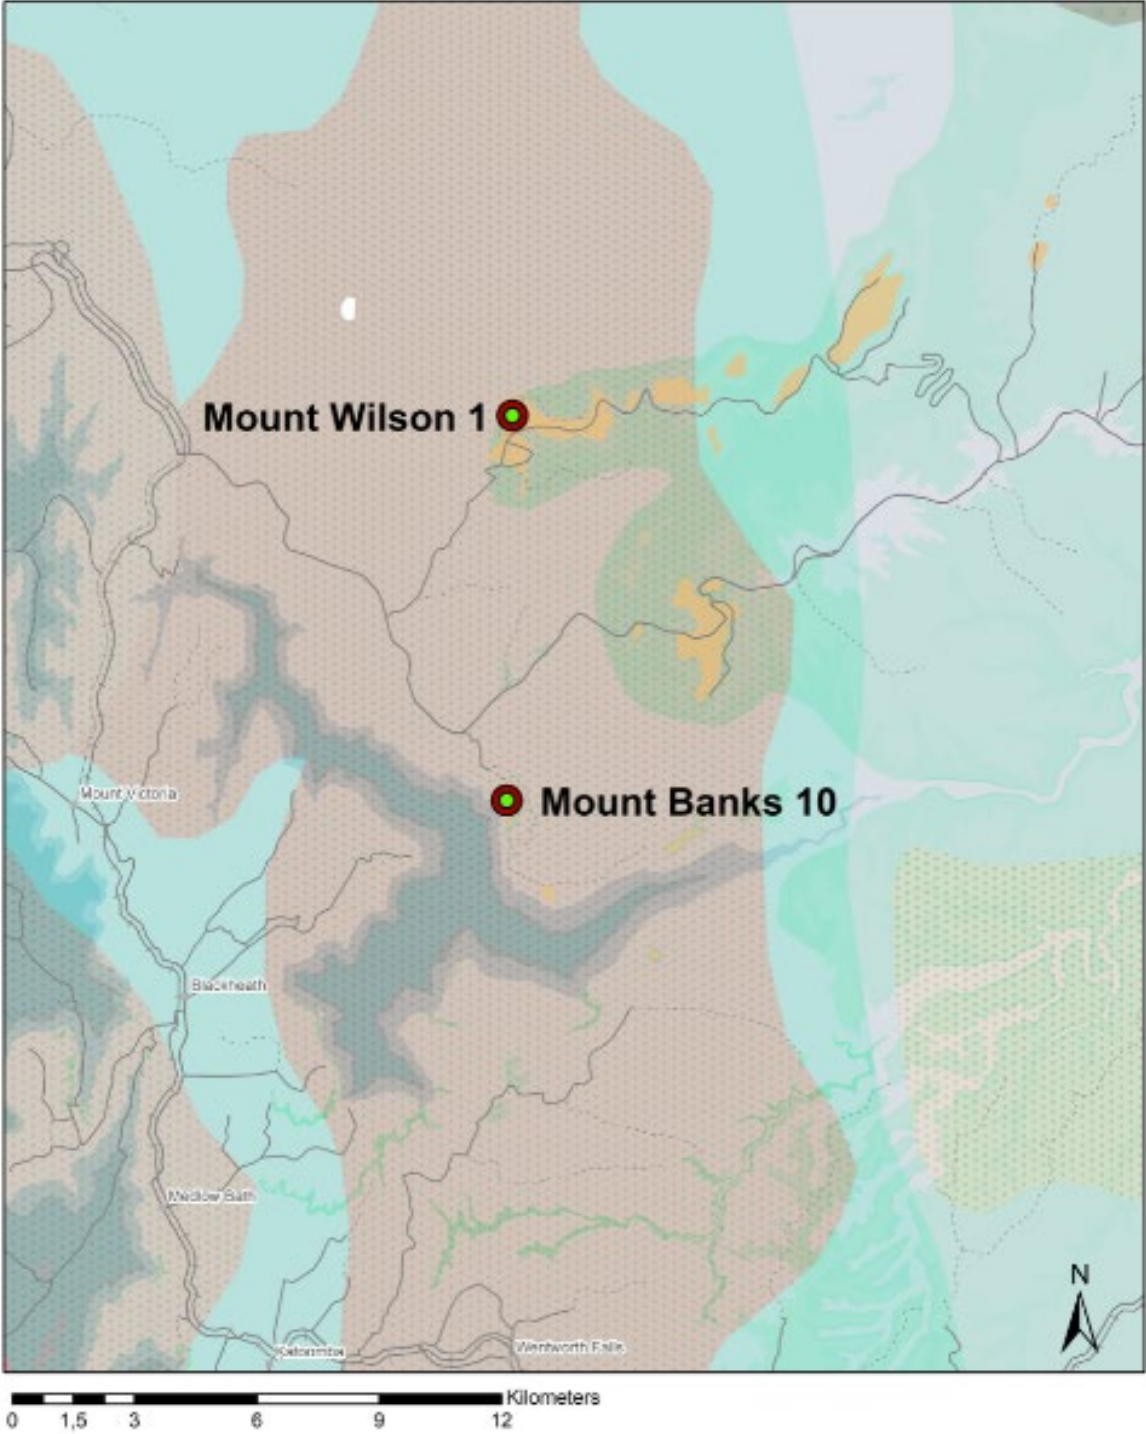 Mount Wilson 1
Mount Victoria
Mount Banks 10
Blackheath
Medlow Bath
N
Katoomba
Wentworth Falls
Kilometers
0 1,5 3 6 9 12